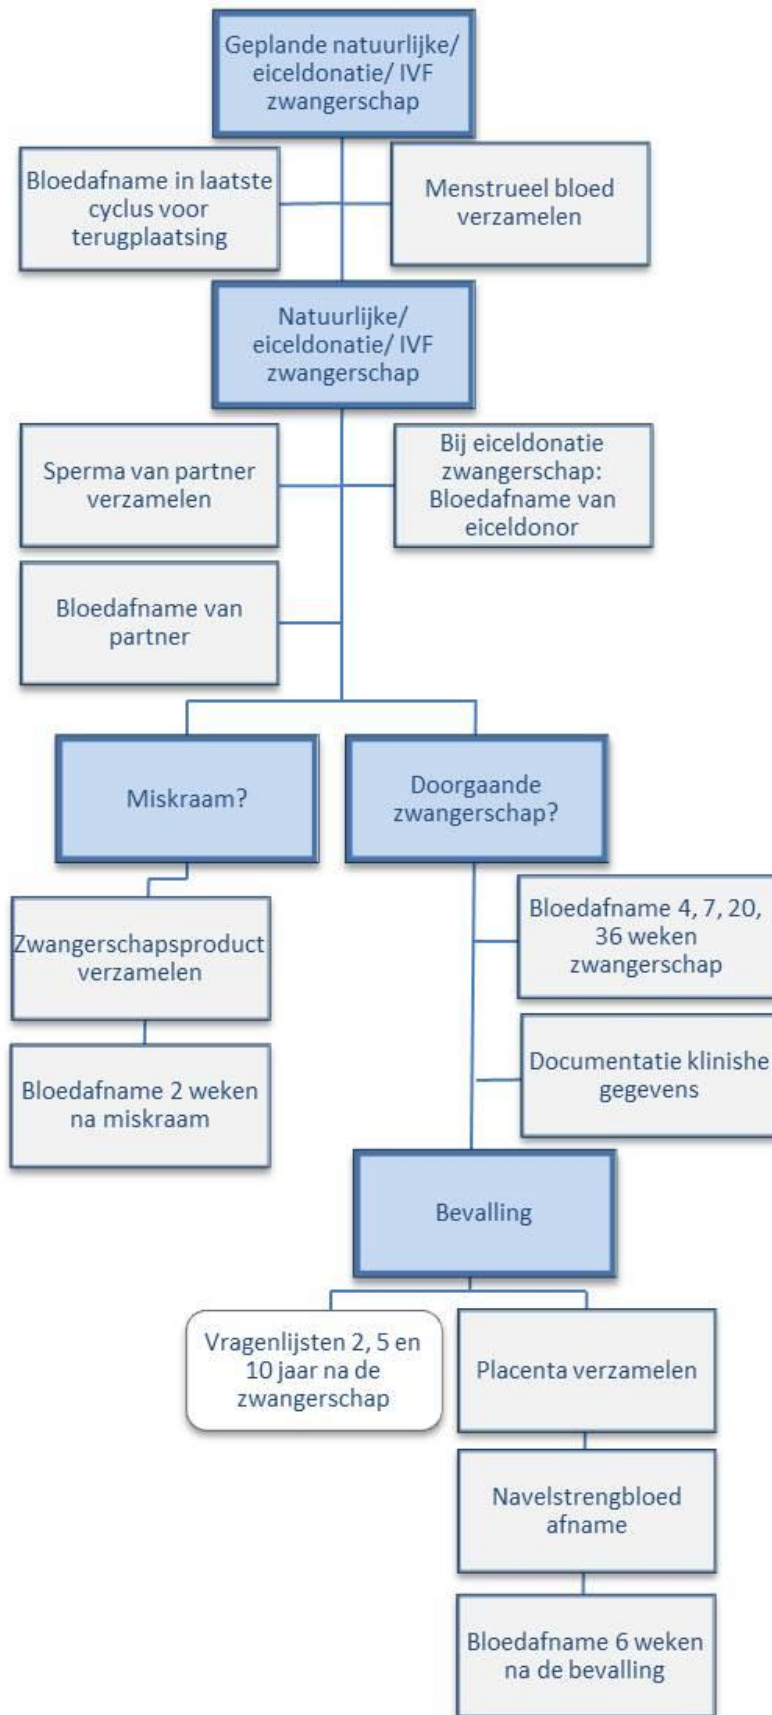 Geplande natuurlijke/
eiceldonatie/ IVF
zwangerschap
Bloedafname in laatste
cyclus voor
terugplaatsing
Menstrueel bloed
verzamelen
Natuurlijke/
eiceldonatie/ IVF
zwangerschap
Sperma van partner
verzamelen
Bij eiceldonatie
zwangerschap:
Bloedafname van
eiceldonor
Bloedafname van
partner
Miskraam?
Doorgaande
zwangerschap?
Zwangerschapsproduct
verzamelen
Bloedafname 2 weken
na miskraam
Bloedafname 4, 7, 20,
36 weken
zwangerschap
Documentatie klinishe
gegevens
Bevalling
Vragenlijsten 2, 5 en
10 jaar na de
zwangerschap
Placenta verzamelen
Navelstrengbloed
afname
Bloedafname 6 weken
na de bevalling